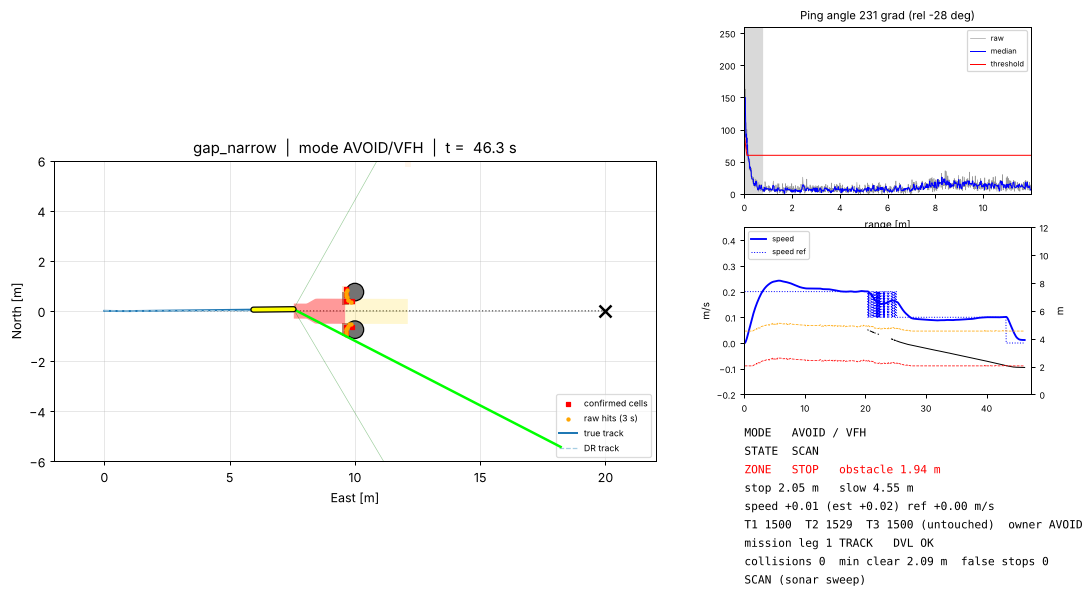 gap_narrow | mode AVOID/VFH | t = 46.3 s
6
4
2
0
−2
−4
−6
North [m]
0
5
10
15
20
East [m]
confirmed cells
raw hits (3 s)
true track
DR track
Ping angle 231 grad (rel -28 deg)
250
200
150
100
50
0
raw
median
threshold
0
2
4
6
8
10
range [m]
0.4
0.3
0.2
0.1
0.0
−0.1
−0.2
m/s
speed
speed ref
12
10
8
6
4
2
0
m
0
10
20
30
40
MODE AVOID / VFH
STATE SCAN
ZONE STOP obstacle 1.94 m
stop 2.05 m slow 4.55 m
speed +0.01 (est +0.02) ref +0.00 m/s
T1 1500 T2 1529 T3 1500 (untouched) owner AVOID
mission leg 1 TRACK DVL OK
collisions 0 min clear 2.09 m false stops 0
SCAN (sonar sweep)